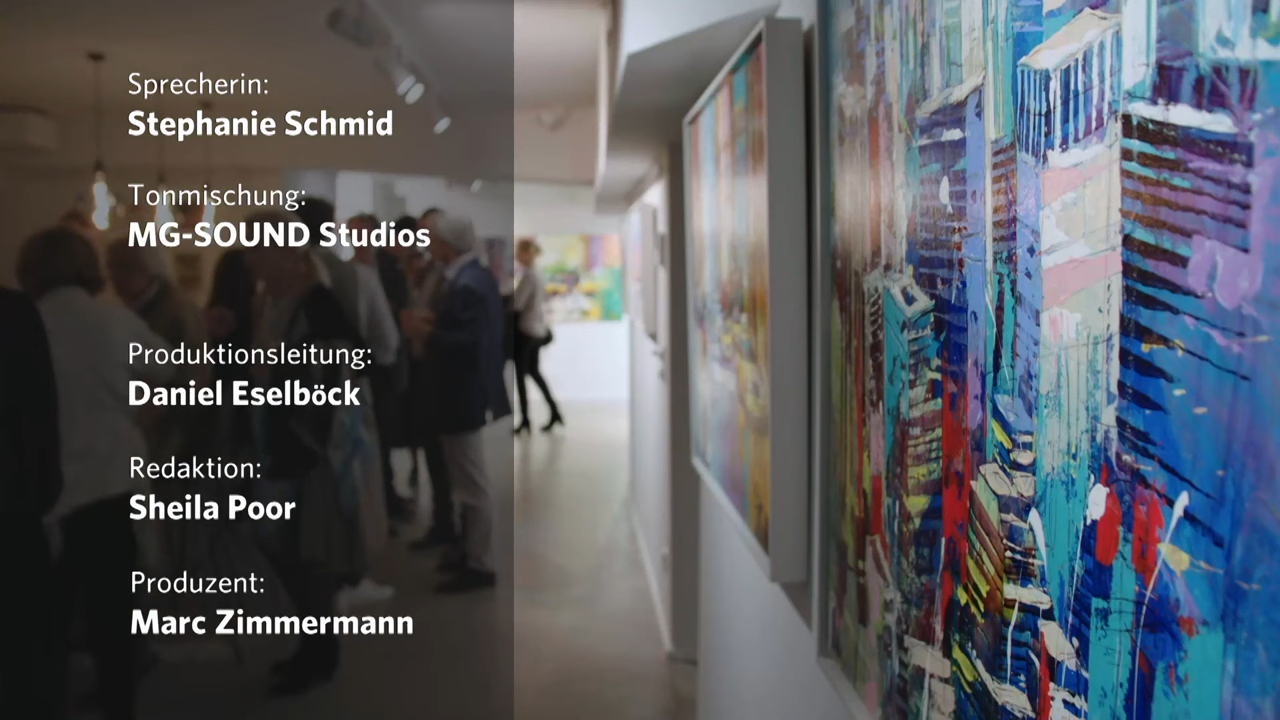 Sprecherin:
Stephanie Schmid
Tonmischung:
MG-SOUND Studios
Produktionsleitung:
Daniel Eselböck
Redaktion:
Sheila Poor
Produzent:
Marc Zimmermann